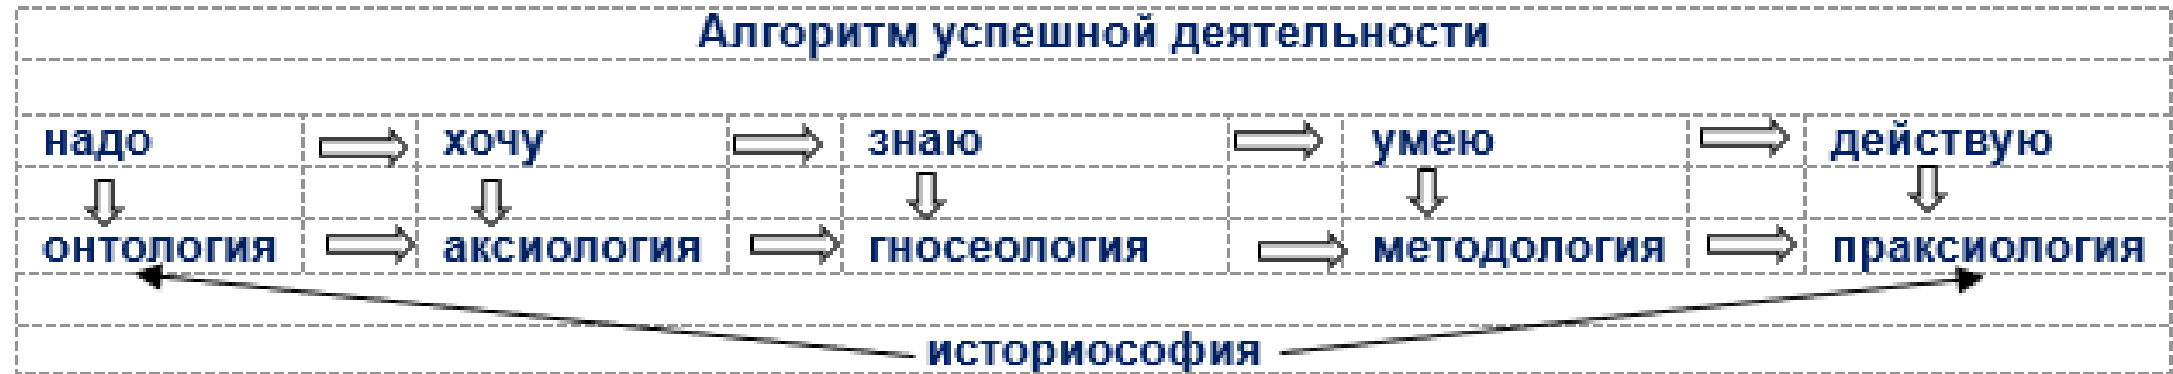 Алгоритм успешной деятельности
надо хочу знаю умею действую
онтология аксиология гносеология методология праксиология
историософия